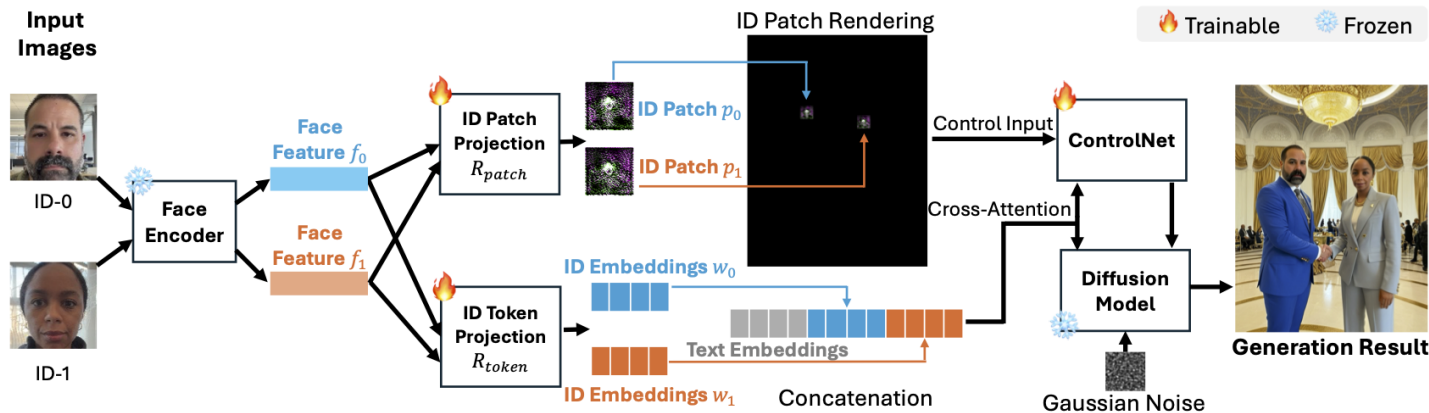 Input
Images
ID-0
ID-1
Face
Encoder
Face
Feature f₀
Face
Feature f₁
ID Patch
Projection
R_patch
ID Token
Projection
R_token
ID Patch p₀
ID Patch p₁
ID Embeddings w₀
ID Embeddings w₁
ID Patch Rendering
Text Embeddings
Concatenation
Control Input
Cross-Attention
Trainable
Frozen
ControlNet
Diffusion
Model
Gaussian Noise
Generation Result